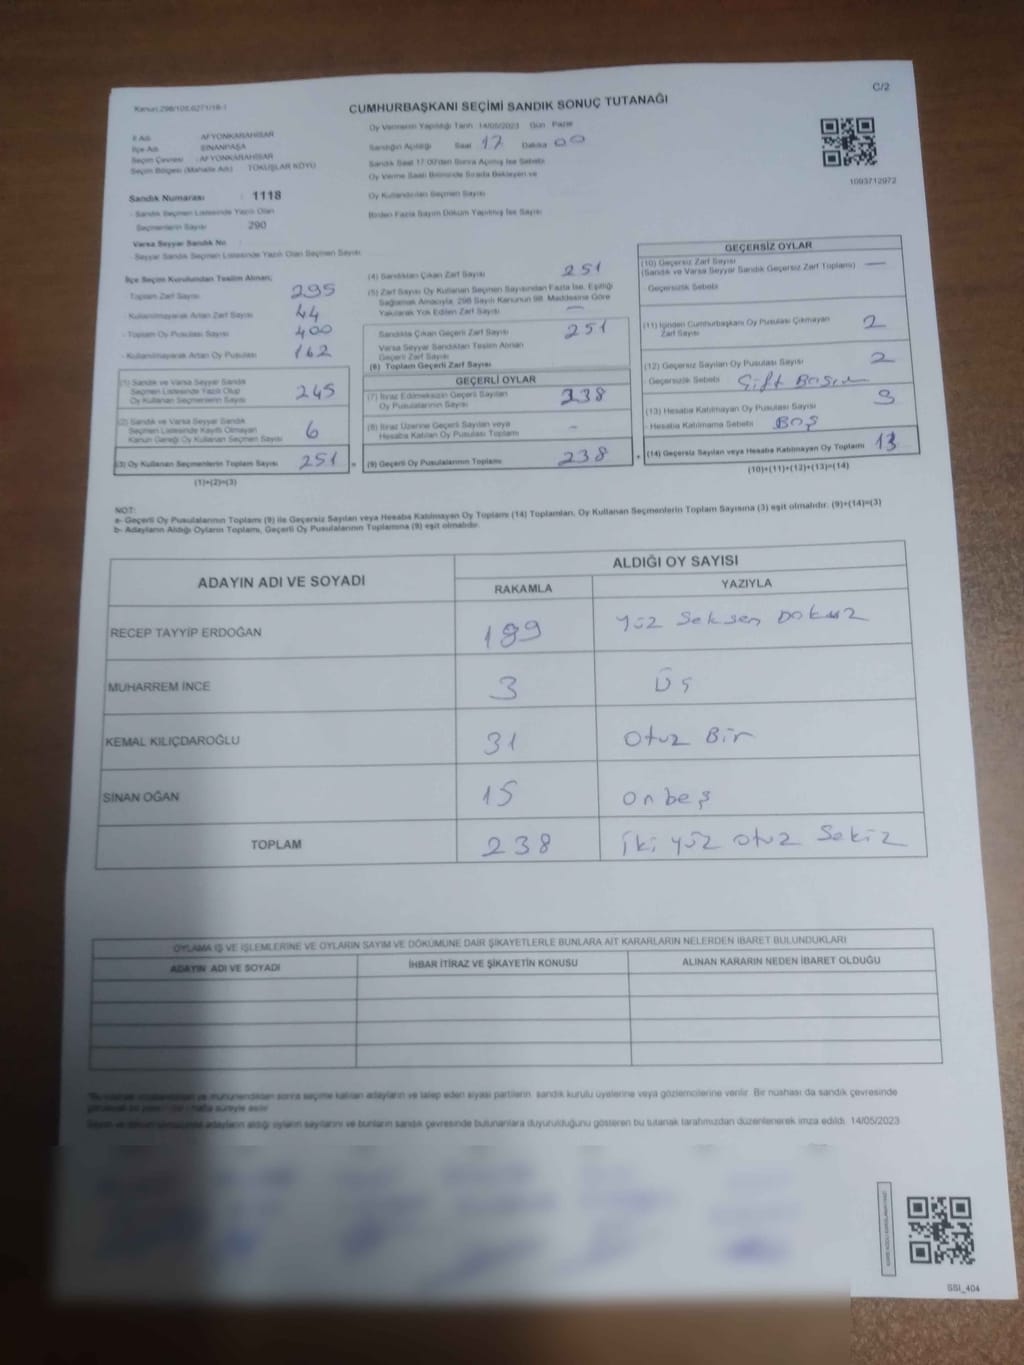 C/2
Kanun 298/105,6271/18-1
CUMHURBAŞKANI SEÇİMİ SANDIK SONUÇ TUTANAĞI
İl Adı : AFYONKARAHİSAR
İlçe Adı : SİNANPAŞA
Seçim Çevresi : AFYONKARAHİSAR
Seçim Bölgesi (Mahalle Adı) : TOKUŞLAR KÖYÜ
Sandık Numarası : 1118
- Sandık Seçmen Listesinde Yazılı Olan
Seçmenlerin Sayısı 290
Varsa Seyyar Sandık No :
- Seyyar Sandık Seçmen Listesinde Yazılı Olan Seçmen Sayısı
Oy Vermenin Yapıldığı Tarih 14/05/2023 Gün Pazar
Sandığın Açıldığı Saat 17 Dakika 00
Sandık Saat 17:00'den Sonra Açılmış İse Sebebi
Oy Verme Saati Bitiminde Sırada Bekleyen ve
Oy Kullandırılan Seçmen Sayısı
Birden Fazla Sayım Döküm Yapılmış İse Sayısı
1093712972
İlçe Seçim Kurulundan Teslim Alınan;
- Toplam Zarf Sayısı 295
- Kullanılmayarak Artan Zarf Sayısı 44
- Toplam Oy Pusulası Sayısı 400
- Kullanılmayarak Artan Oy Pusulası 162
(1) Sandık ve Varsa Seyyar Sandık
Seçmen Listesinde Yazılı Olup
Oy Kullanan Seçmenlerin Sayısı 245
(2) Sandık ve Varsa Seyyar Sandık
Seçmen Listesinde Kayıtlı Olmayan
Kanun Gereği Oy Kullanan Seçmen Sayısı 6
(3) Oy Kullanan Seçmenlerin Toplam Sayısı 251 =
(1)+(2)=(3)
(4) Sandıktan Çıkan Zarf Sayısı 251
(5) Zarf Sayısı Oy Kullanan Seçmen Sayısından Fazla İse, Eşitliği
Sağlamak Amacıyla, 298 Sayılı Kanunun 98. Maddesine Göre
Yakılarak Yok Edilen Zarf Sayısı —
Sandıkta Çıkan Geçerli Zarf Sayısı 251
Varsa Seyyar Sandıktan Teslim Alınan
Geçerli Zarf Sayısı
(6) Toplam Geçerli Zarf Sayısı
GEÇERLİ OYLAR
(7) İtiraz Edilmeksizin Geçerli Sayılan
Oy Pusulalarının Sayısı 238
(8) İtiraz Üzerine Geçerli Sayılan veya
Hesaba Katılan Oy Pusulası Toplamı -
(9) Geçerli Oy Pusulalarının Toplamı 238 +
GEÇERSİZ OYLAR
(10) Geçersiz Zarf Sayısı
(Sandık ve Varsa Seyyar Sandık Geçersiz Zarf Toplamı) —
- Geçersizlik Sebebi
(11) İçinden Cumhurbaşkanı Oy Pusulası Çıkmayan
Zarf Sayısı 2
(12) Geçersiz Sayılan Oy Pusulası Sayısı 2
- Geçersizlik Sebebi Çift Basım
(13) Hesaba Katılmayan Oy Pusulası Sayısı 9
- Hesaba Katılmama Sebebi BOŞ
(14) Geçersiz Sayılan veya Hesaba Katılmayan Oy Toplamı 13
(10)+(11)+(12)+(13)=(14)
NOT:
a- Geçerli Oy Pusulalarının Toplamı (9) ile Geçersiz Sayılan veya Hesaba Katılmayan Oy Toplamı (14) Toplamları, Oy Kullanan Seçmenlerin Toplam Sayısına (3) eşit olmalıdır. (9)+(14)=(3)
b- Adayların Aldığı Oyların Toplamı, Geçerli Oy Pusulalarının Toplamına (9) eşit olmalıdır.
ADAYIN ADI VE SOYADI ALDIĞI OY SAYISI
RAKAMLA YAZIYLA
RECEP TAYYİP ERDOĞAN 189 Yüz Seksen Dokuz
MUHARREM İNCE 3 Üç
KEMAL KILIÇDAROĞLU 31 Otuz Bir
SİNAN OĞAN 15 Onbeş
TOPLAM 238 İki yüz Otuz Sekiz
OYLAMA İŞ VE İŞLEMLERİNE VE OYLARIN SAYIM VE DÖKÜMÜNE DAİR ŞİKAYETLERLE BUNLARA AİT KARARLARIN NELERDEN İBARET BULUNDUKLARI
ADAYIN ADI VE SOYADI İHBAR İTİRAZ VE ŞİKAYETİN KONUSU ALINAN KARARIN NEDEN İBARET OLDUĞU
ve mühürlendikten sonra seçime katılan adayların ve talep eden siyasi partilerin sandık kurulu üyelerine veya gözlemcilerine verilir. Bir nüshası da sandık çevresinde
hafta süreyle asılır.
adayların aldığı oyların sayılarını ve bunların sandık çevresinde bulunanlara duyurulduğunu gösteren bu tutanak tarafımızdan düzenlenerek imza edildi. 14/05/2023
SSI_404